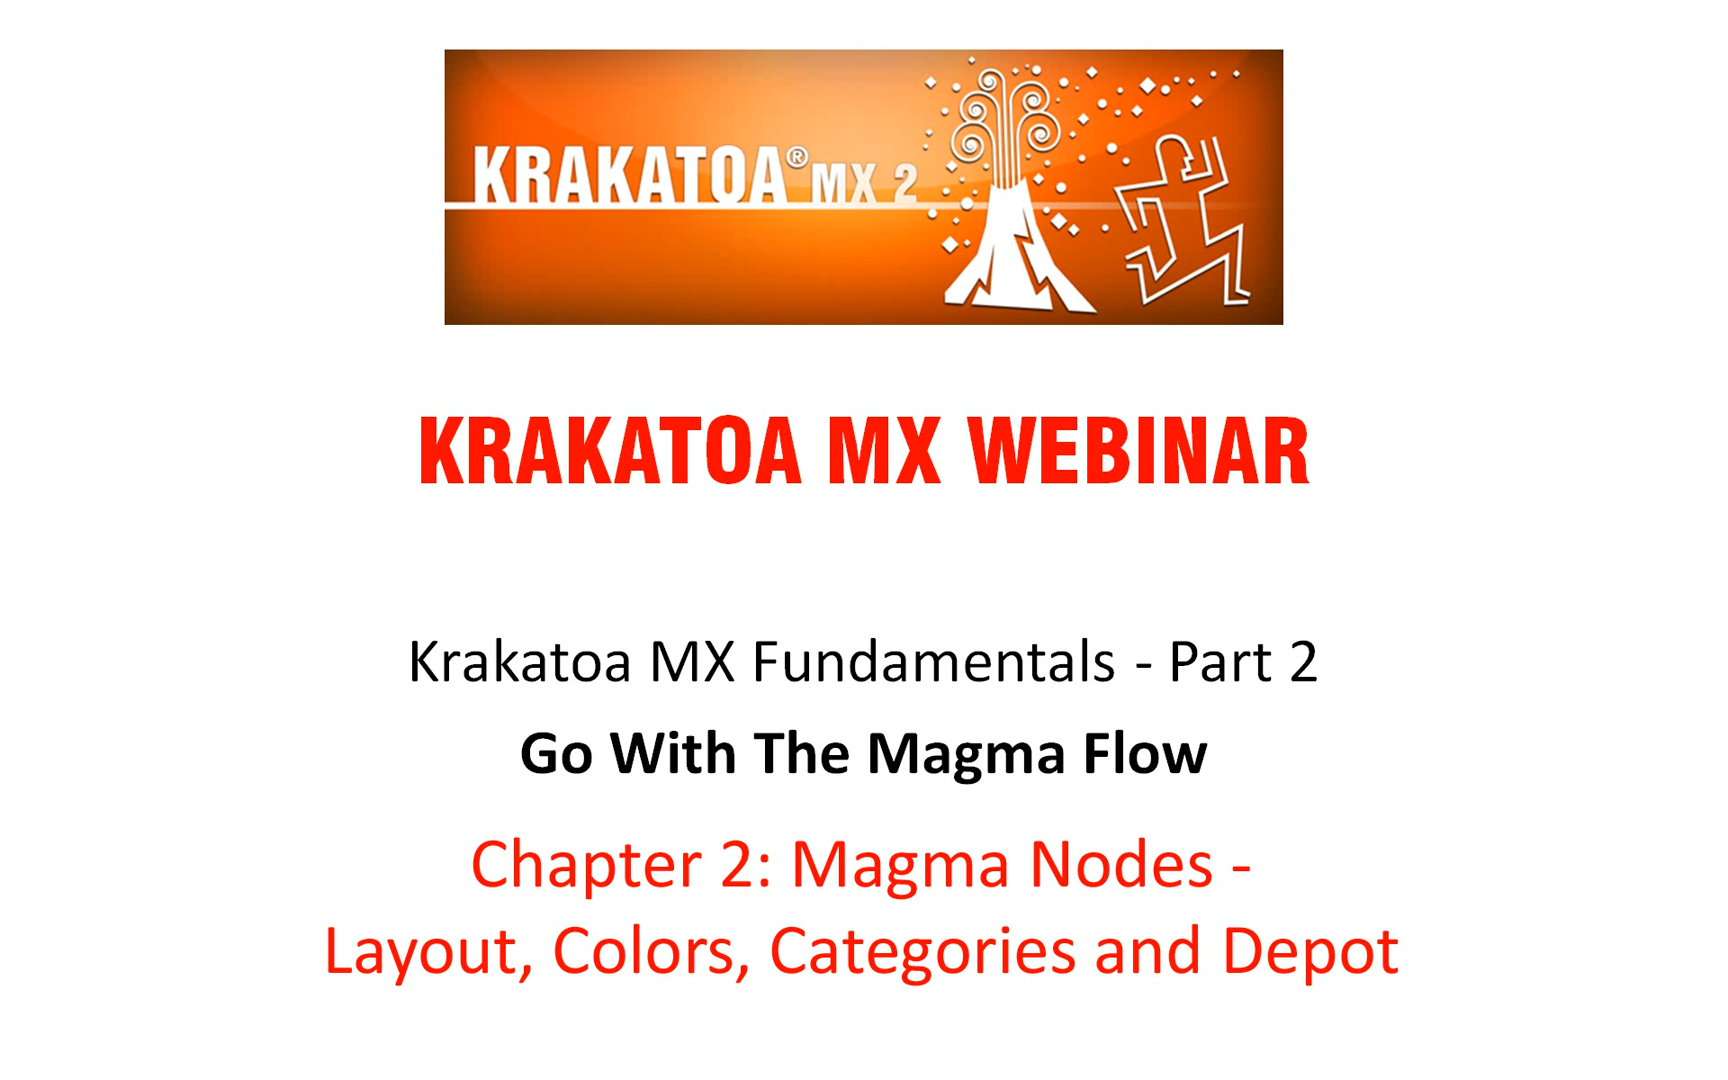 KRAKATOA® MX 2
KRAKATOA MX WEBINAR
Krakatoa MX Fundamentals - Part 2
Go With The Magma Flow
Chapter 2: Magma Nodes -
Layout, Colors, Categories and Depot